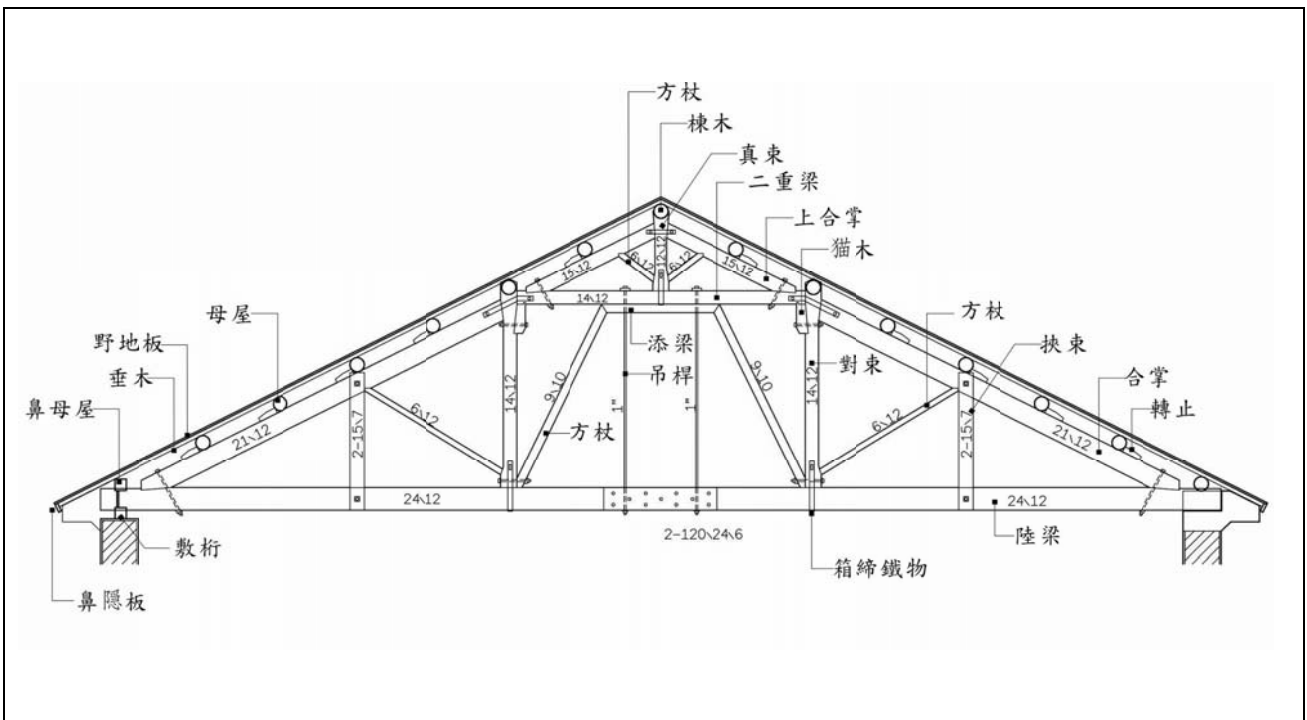 方杖
棟木
真束
二重梁
上合掌
猫木
6\12
12\12
6\12
15\12
15\12
14\12
母屋
野地板
垂木
鼻母屋
添梁
吊桿
對束
方杖
挾束
合掌
轉止
21\12
6\12
14\12
9\10
1"
1"
9\10
14\12
6\12
21\12
方杖
2-15\7
2-15\7
24\12
24\12
2-120\24\6
陸梁
敷桁
箱締鐵物
鼻隠板